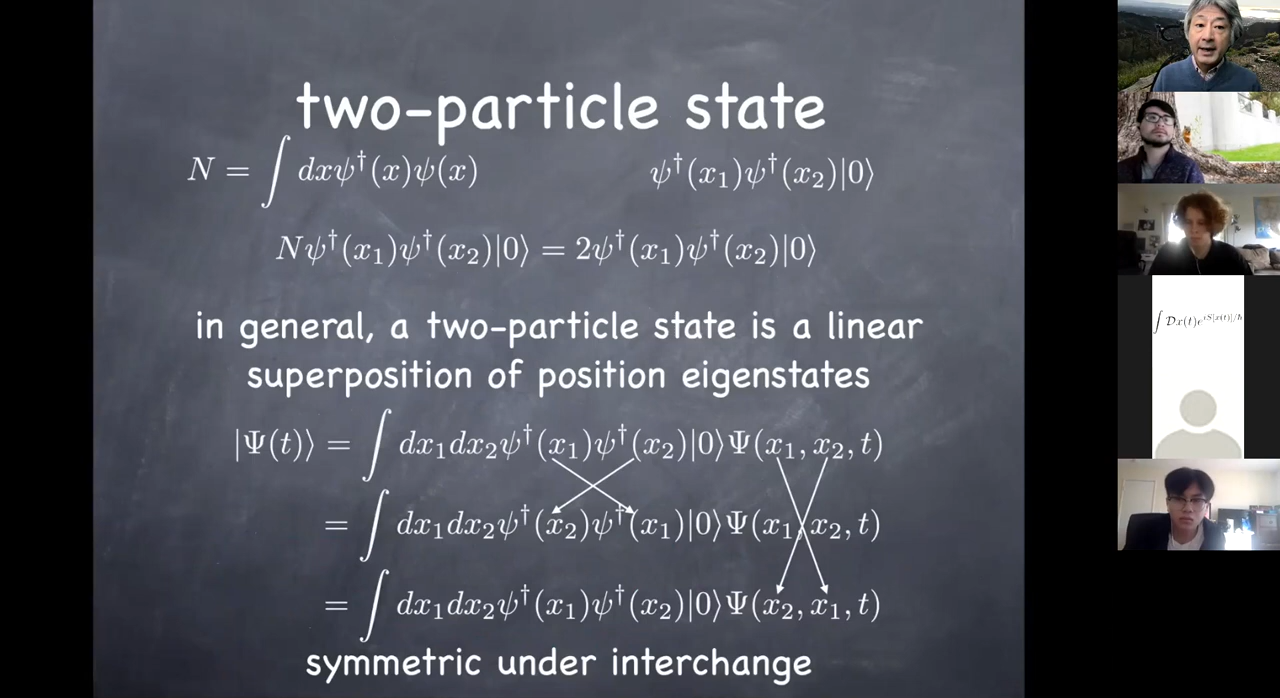 two-particle state
N = ∫ dxψ†(x)ψ(x) ψ†(x₁)ψ†(x₂)|0⟩
Nψ†(x₁)ψ†(x₂)|0⟩ = 2ψ†(x₁)ψ†(x₂)|0⟩
in general, a two-particle state is a linear
superposition of position eigenstates
|Ψ(t)⟩ = ∫ dx₁dx₂ψ†(x₁)ψ†(x₂)|0⟩Ψ(x₁, x₂, t)
= ∫ dx₁dx₂ψ†(x₂)ψ†(x₁)|0⟩Ψ(x₁, x₂, t)
= ∫ dx₁dx₂ψ†(x₁)ψ†(x₂)|0⟩Ψ(x₂, x₁, t)
symmetric under interchange
∫ 𝒟x(t)e^{iS[x(t)]/ħ}